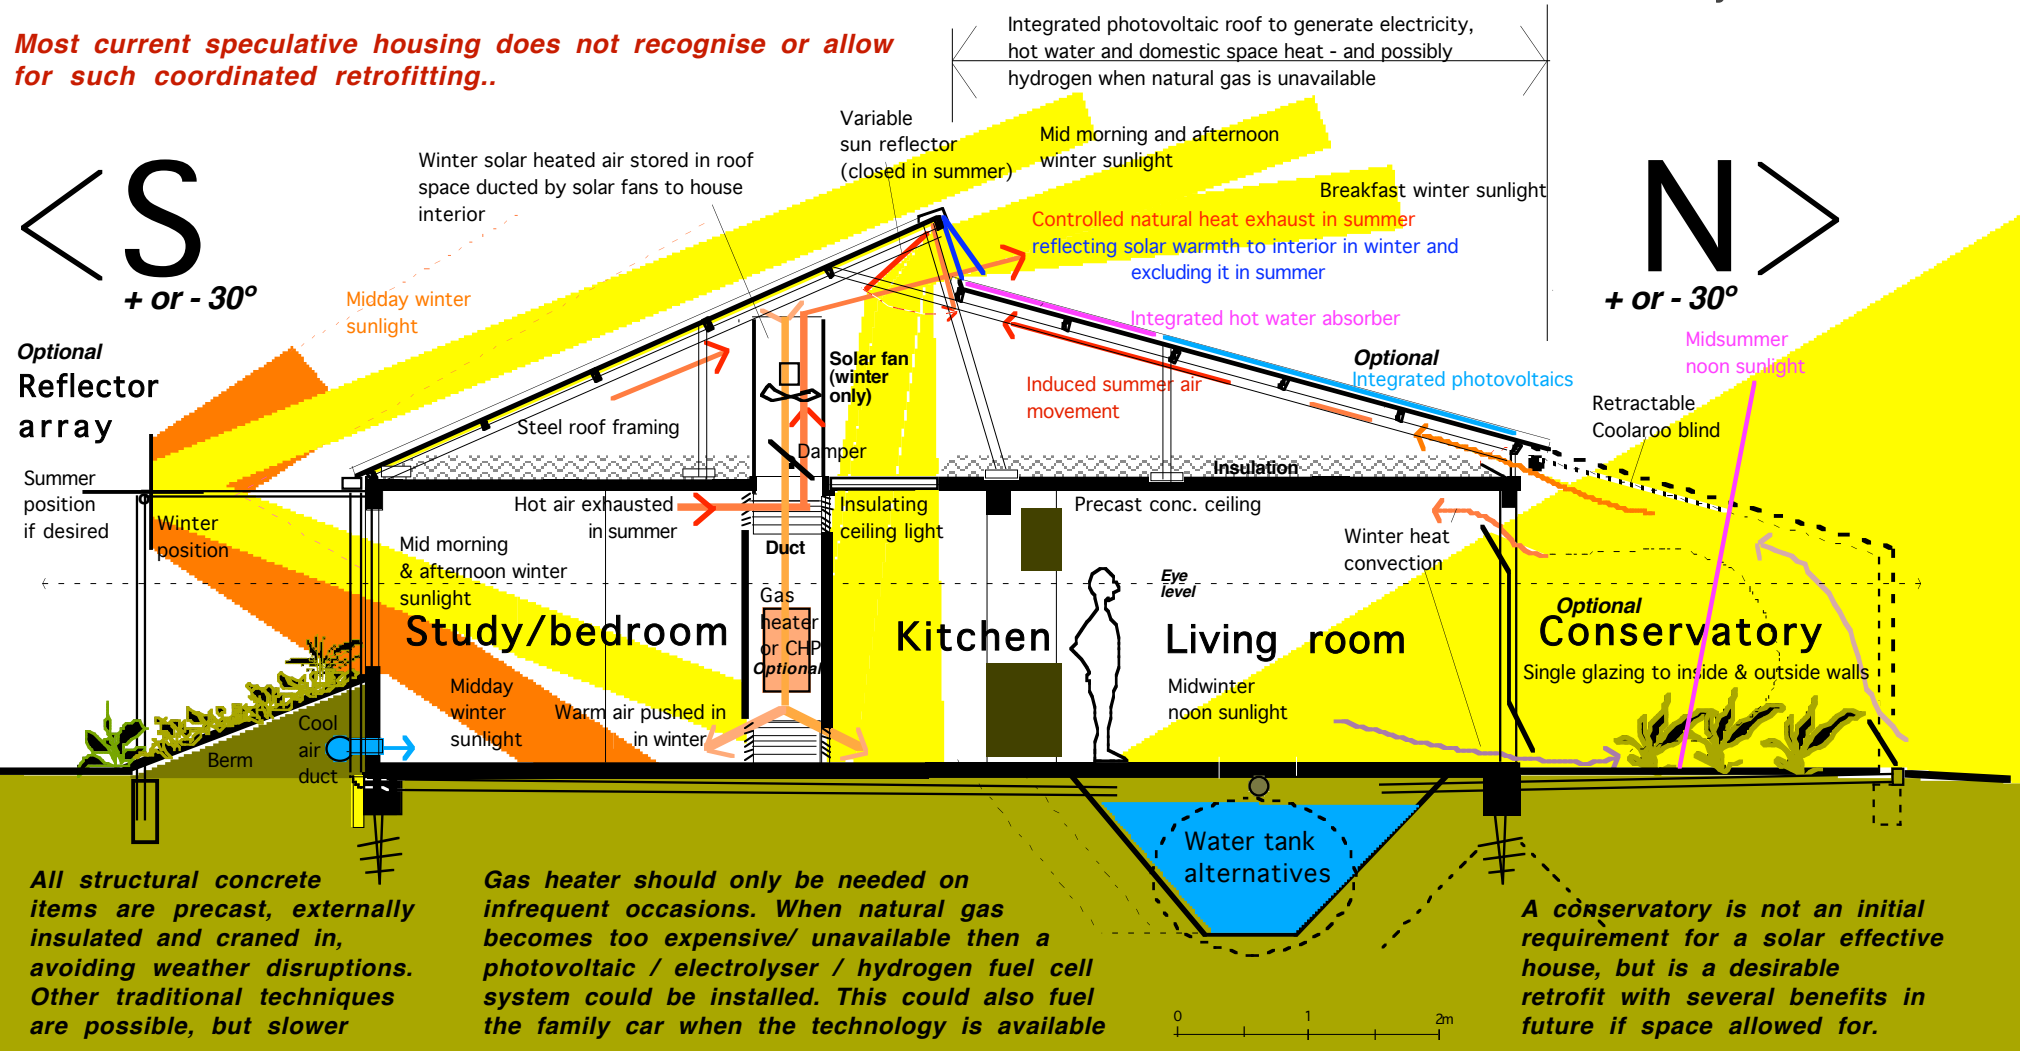 Most current speculative housing does not recognise or allow
for such coordinated retrofitting..
Integrated photovoltaic roof to generate electricity,
hot water and domestic space heat - and possibly
hydrogen when natural gas is unavailable
Variable
sun reflector
(closed in summer)
Mid morning and afternoon
winter sunlight
Breakfast winter sunlight
Winter solar heated air stored in roof
space ducted by solar fans to house
interior
Controlled natural heat exhaust in summer
reflecting solar warmth to interior in winter and
excluding it in summer
S
+ or - 30º
N
+ or - 30º
Midday winter
sunlight
Integrated hot water absorber
Midsummer
noon sunlight
Optional
Reflector
array
Solar fan
(winter
only)
Optional
Integrated photovoltaics
Induced summer air
movement
Retractable
Coolaroo blind
Steel roof framing
Damper
Insulation
Summer
position
if desired
Winter
position
Hot air exhausted
in summer
Insulating
ceiling light
Precast conc. ceiling
Winter heat
convection
Mid morning
& afternoon winter
sunlight
Duct
Eye
level
Gas
heater
or CHP
Optional
Study/bedroom
Kitchen
Living room
Optional
Conservatory
Single glazing to inside & outside walls
Midday
winter
sunlight
Warm air pushed in
in winter
Midwinter
noon sunlight
Cool
air
duct
Berm
Water tank
alternatives
All structural concrete
items are precast, externally
insulated and craned in,
avoiding weather disruptions.
Other traditional techniques
are possible, but slower
Gas heater should only be needed on
infrequent occasions. When natural gas
becomes too expensive/ unavailable then a
photovoltaic / electrolyser / hydrogen fuel cell
system could be installed. This could also fuel
the family car when the technology is available
0 1 2m
A conservatory is not an initial
requirement for a solar effective
house, but is a desirable
retrofit with several benefits in
future if space allowed for.